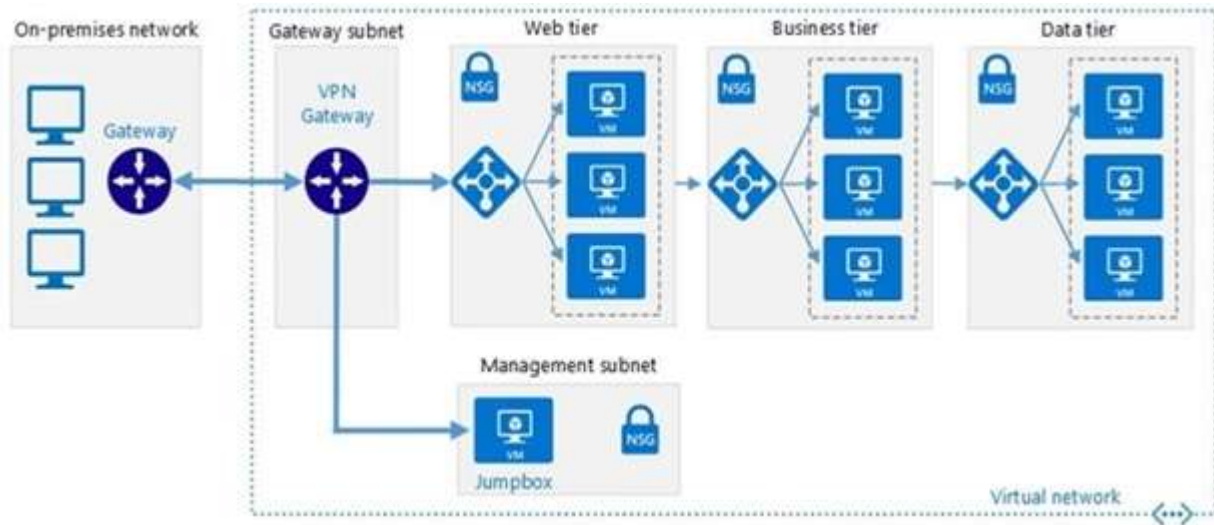 On-premises network
Gateway subnet
Web tier
Business tier
Data tier
Gateway
VPN
Gateway
NSG
VM
VM
VM
NSG
VM
VM
VM
NSG
VM
VM
VM
Management subnet
VM
Jumpbox
NSG
Virtual network